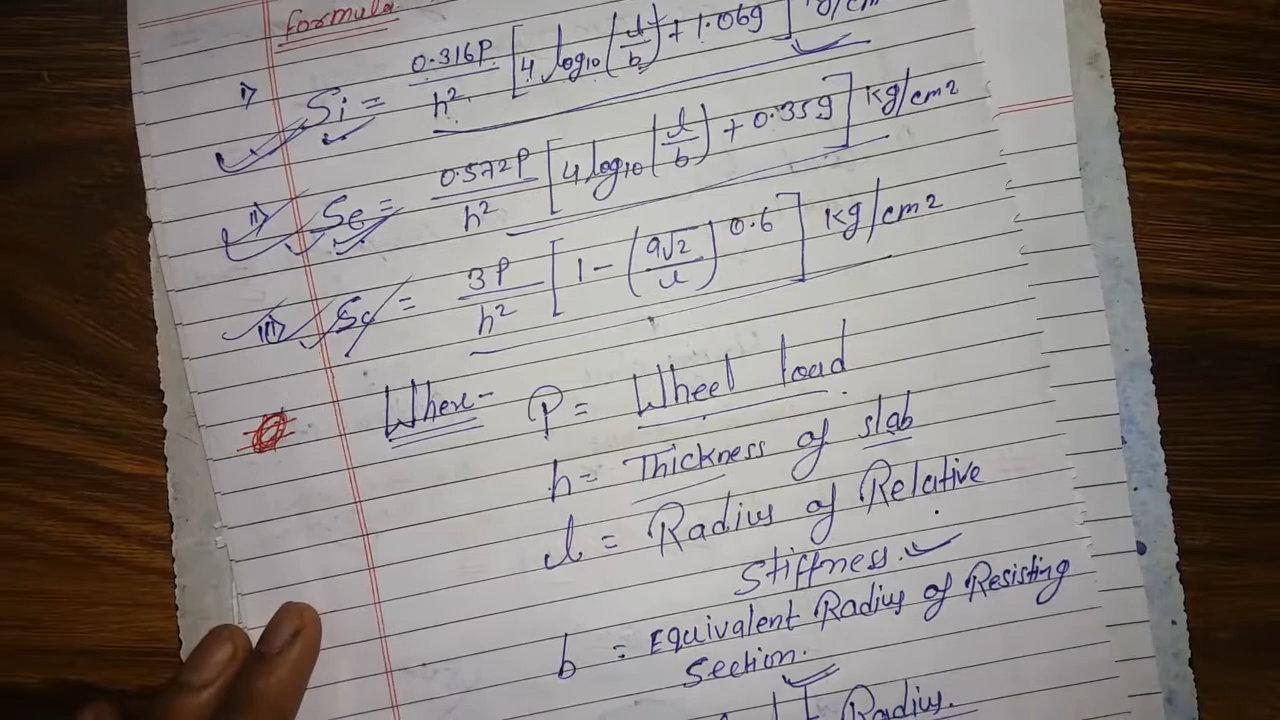 Formula
i) Si = 0.316P/h² [4 log10 (l/b) + 1.069] kg/cm
ii) Se = 0.572P/h² [4 log10 (l/b) + 0.359] kg/cm2
iii) Sc = 3P/h² [1 - (a√2/l)^0.6] kg/cm2
Where- P = Wheel load
h = Thickness of slab
l = Radius of Relative
Stiffness.
b = Equivalent Radius of Resisting
Section.
Radius.